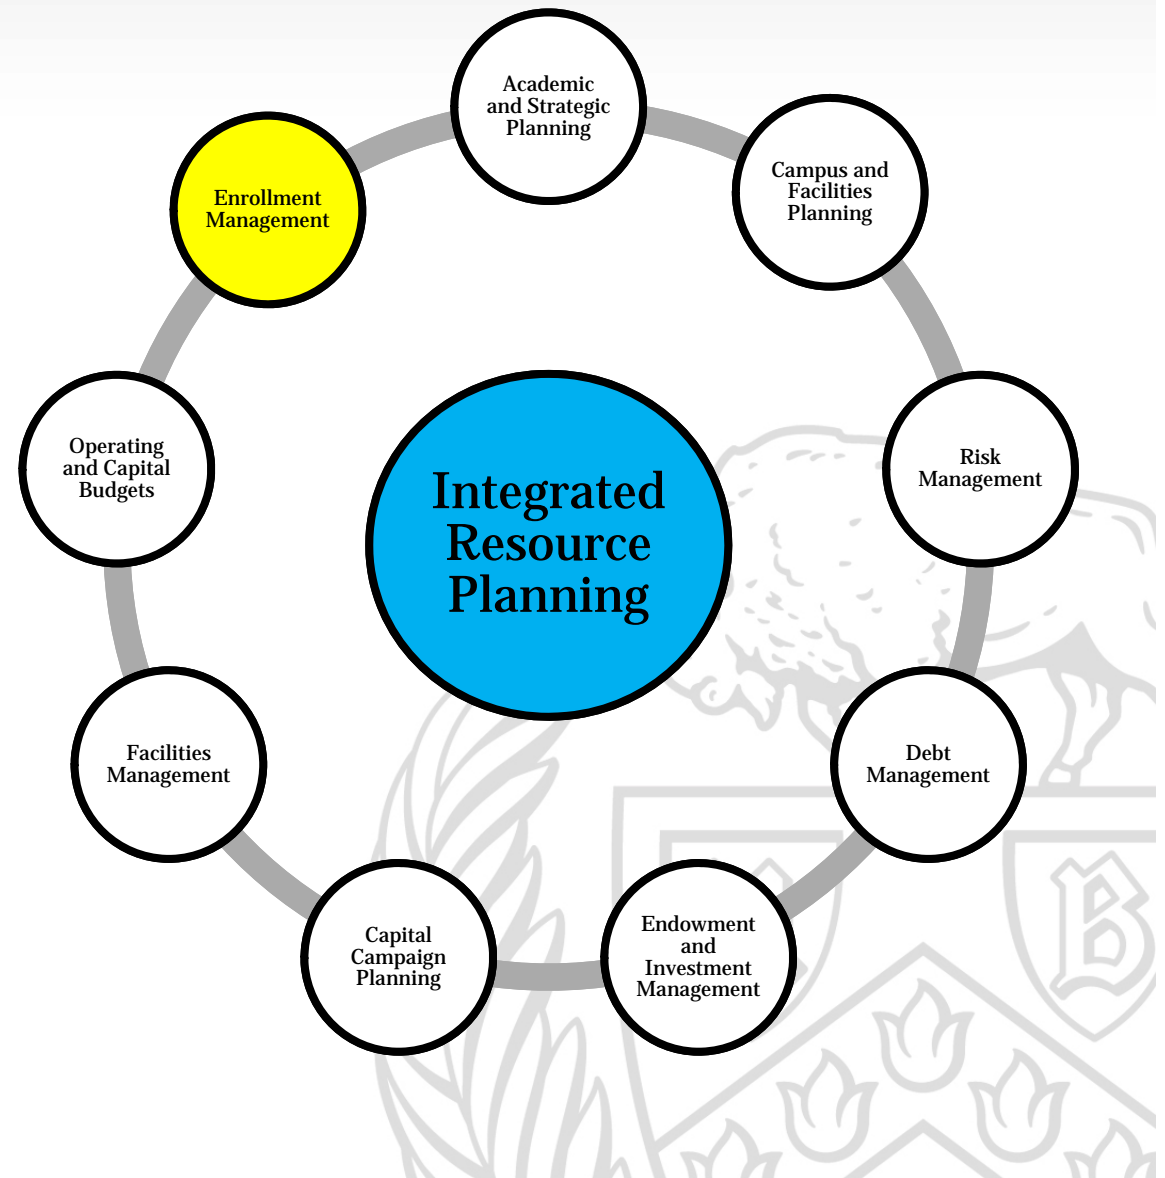 Academic
and Strategic
Planning
Campus and
Facilities
Planning
Enrollment
Management
Operating
and Capital
Budgets
Risk
Management
Integrated
Resource
Planning
Facilities
Management
Debt
Management
Capital
Campaign
Planning
Endowment
and
Investment
Management
B